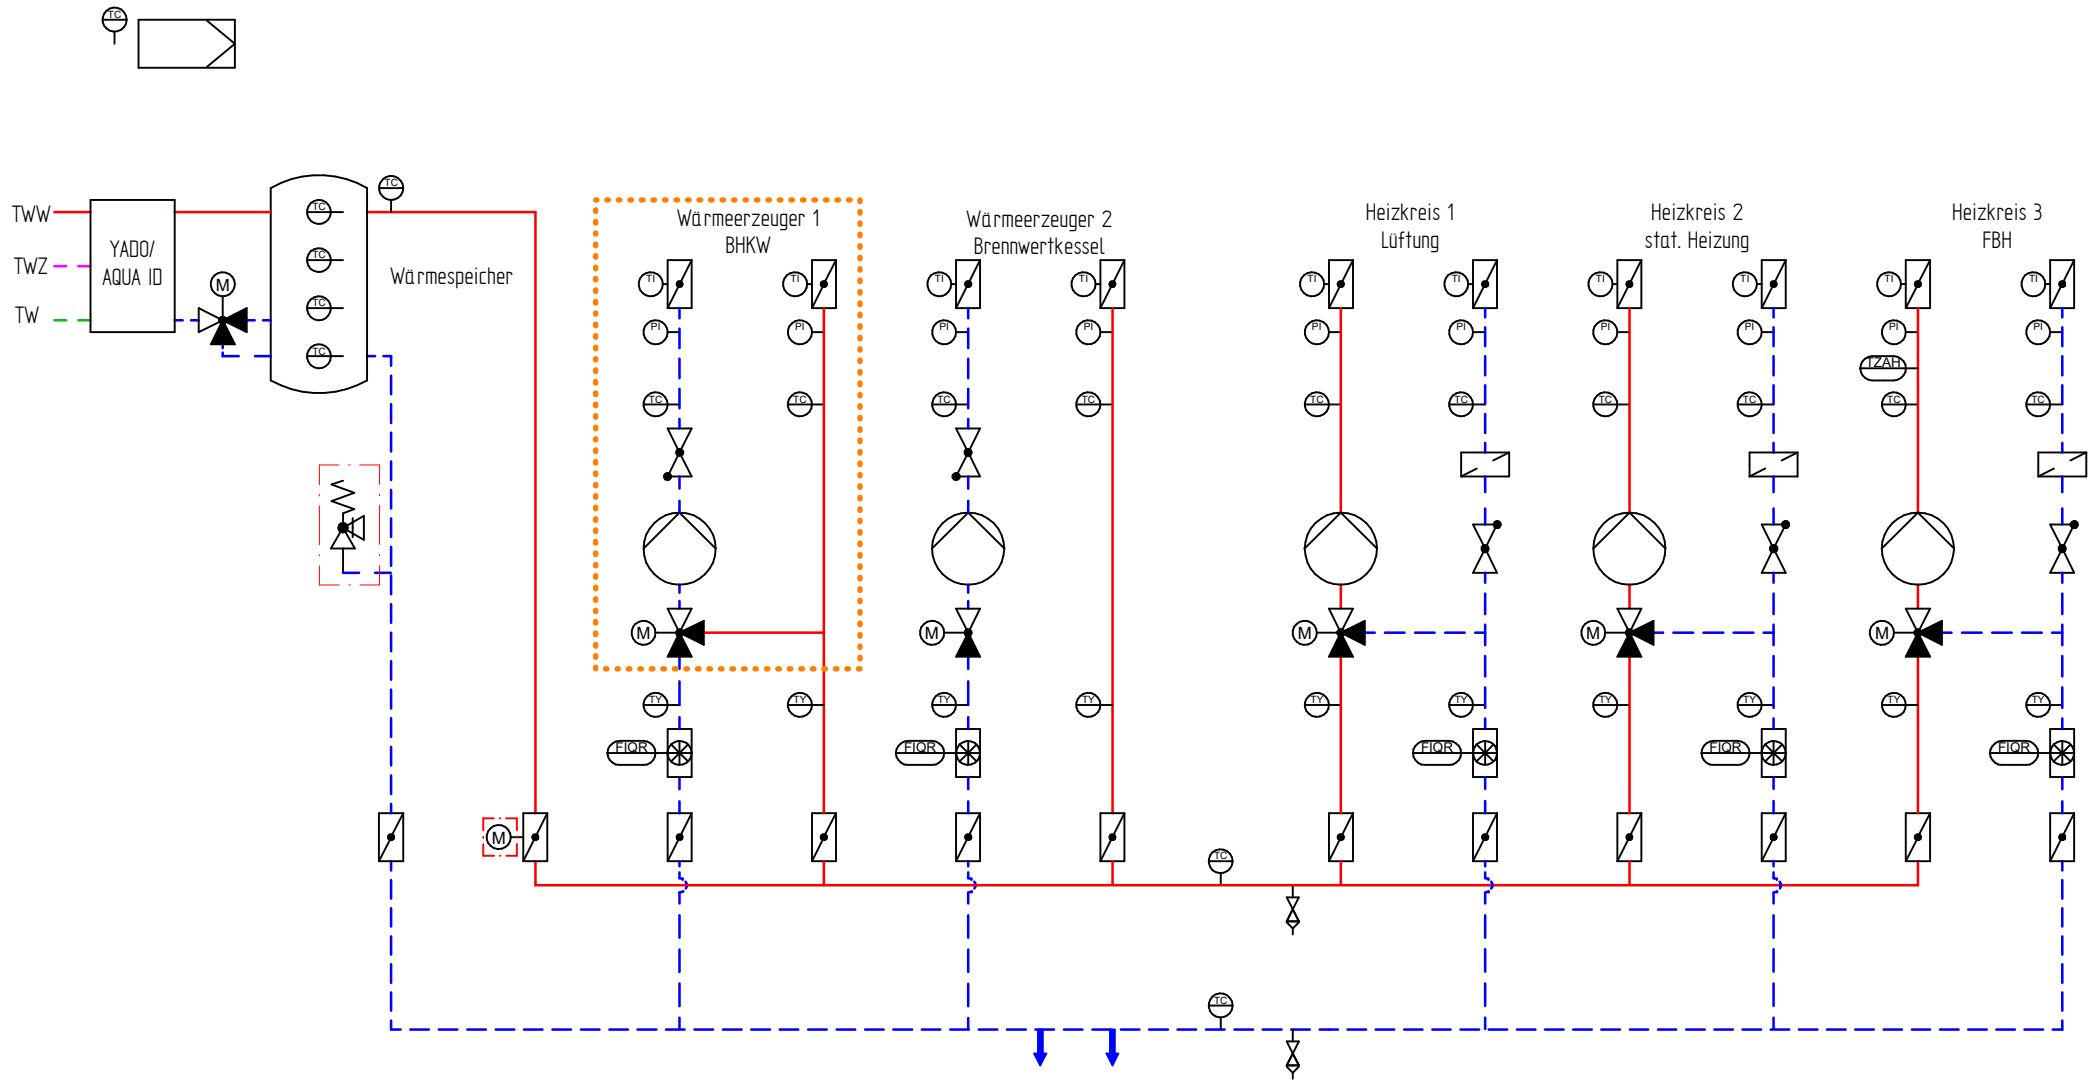 TC
TWW
TWZ
TW
YADO/
AQUA ID
M
TC
TC
TC
TC
TC
Wärmespeicher
Wärmeerzeuger 1
BHKW
Wärmeerzeuger 2
Brennwertkessel
Heizkreis 1
Lüftung
Heizkreis 2
stat. Heizung
Heizkreis 3
FBH
TI
TI
TI
TI
TI
TI
TI
TI
TI
TI
PI
PI
PI
PI
PI
PI
PI
PI
PI
PI
TZAH
TC
TC
TC
TC
TC
TC
TC
TC
TC
TC
M
M
M
M
M
TY
TY
TY
TY
TY
TY
TY
TY
TY
TY
FIQR
FIQR
FIQR
FIQR
FIQR
M
TC
TC